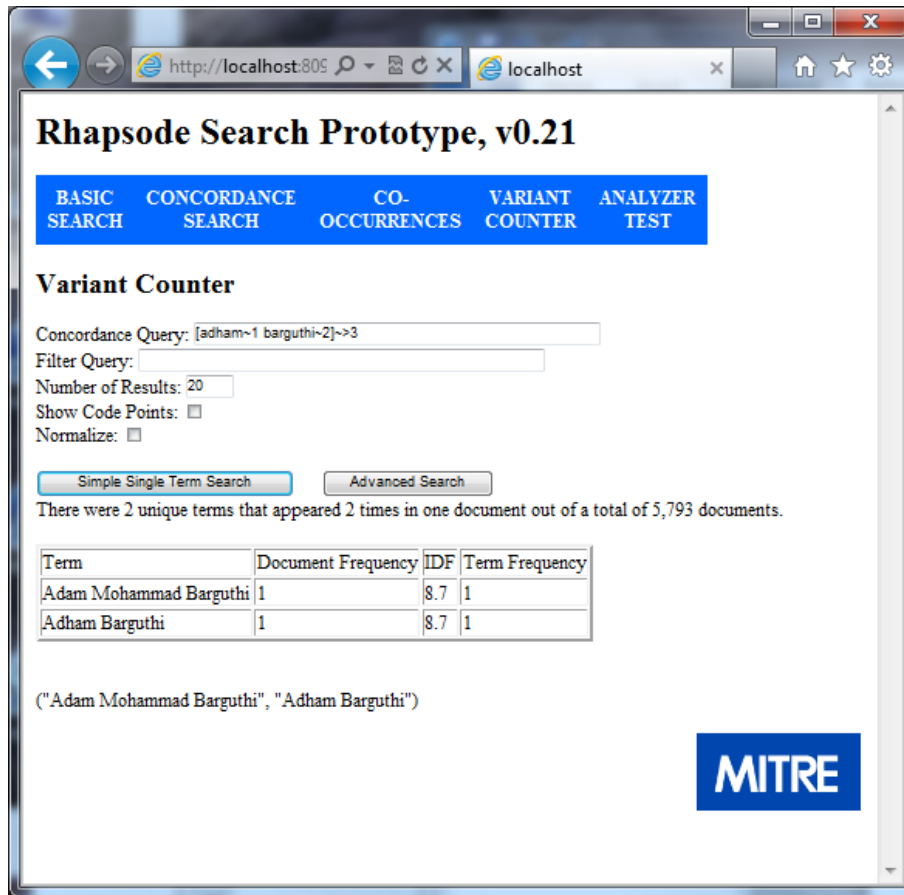 http://localhost:809
localhost
Rhapsode Search Prototype, v0.21
BASIC SEARCH
CONCORDANCE SEARCH
CO-OCCURRENCES
VARIANT COUNTER
ANALYZER TEST
Variant Counter
Concordance Query: [adham~1 barguthi~2]~>3
Filter Query:
Number of Results: 20
Show Code Points:
Normalize:
Simple Single Term Search Advanced Search
There were 2 unique terms that appeared 2 times in one document out of a total of 5,793 documents.
Term Document Frequency IDF Term Frequency
Adam Mohammad Barguthi 1 8.7 1
Adham Barguthi 1 8.7 1
("Adam Mohammad Barguthi", "Adham Barguthi")
MITRE